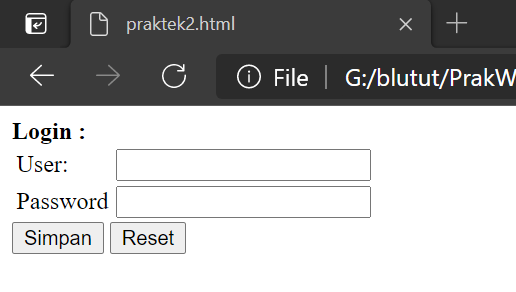 praktek2.html
File G:/blutut/PrakW
Login :
User:
Password
Simpan Reset